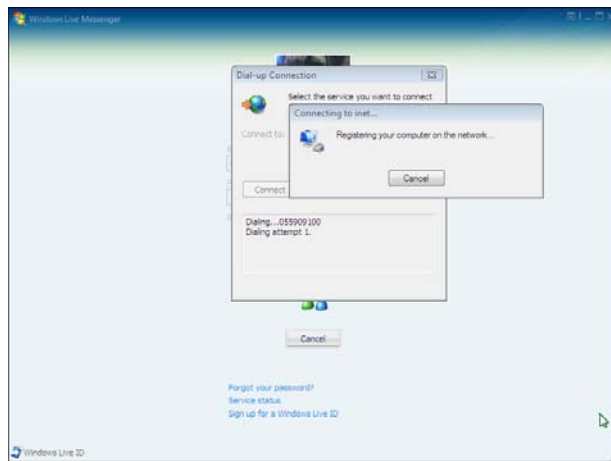 Windows Live Messenger
Dial-up Connection
Select the service you want to connect
Connecting to inet...
Connect to:
Registering your computer on the network...
Cancel
Connect
Dialing...055909100
Dialing attempt 1.
Cancel
Forgot your password?
Service status
Sign up for a Windows Live ID
Windows Live ID